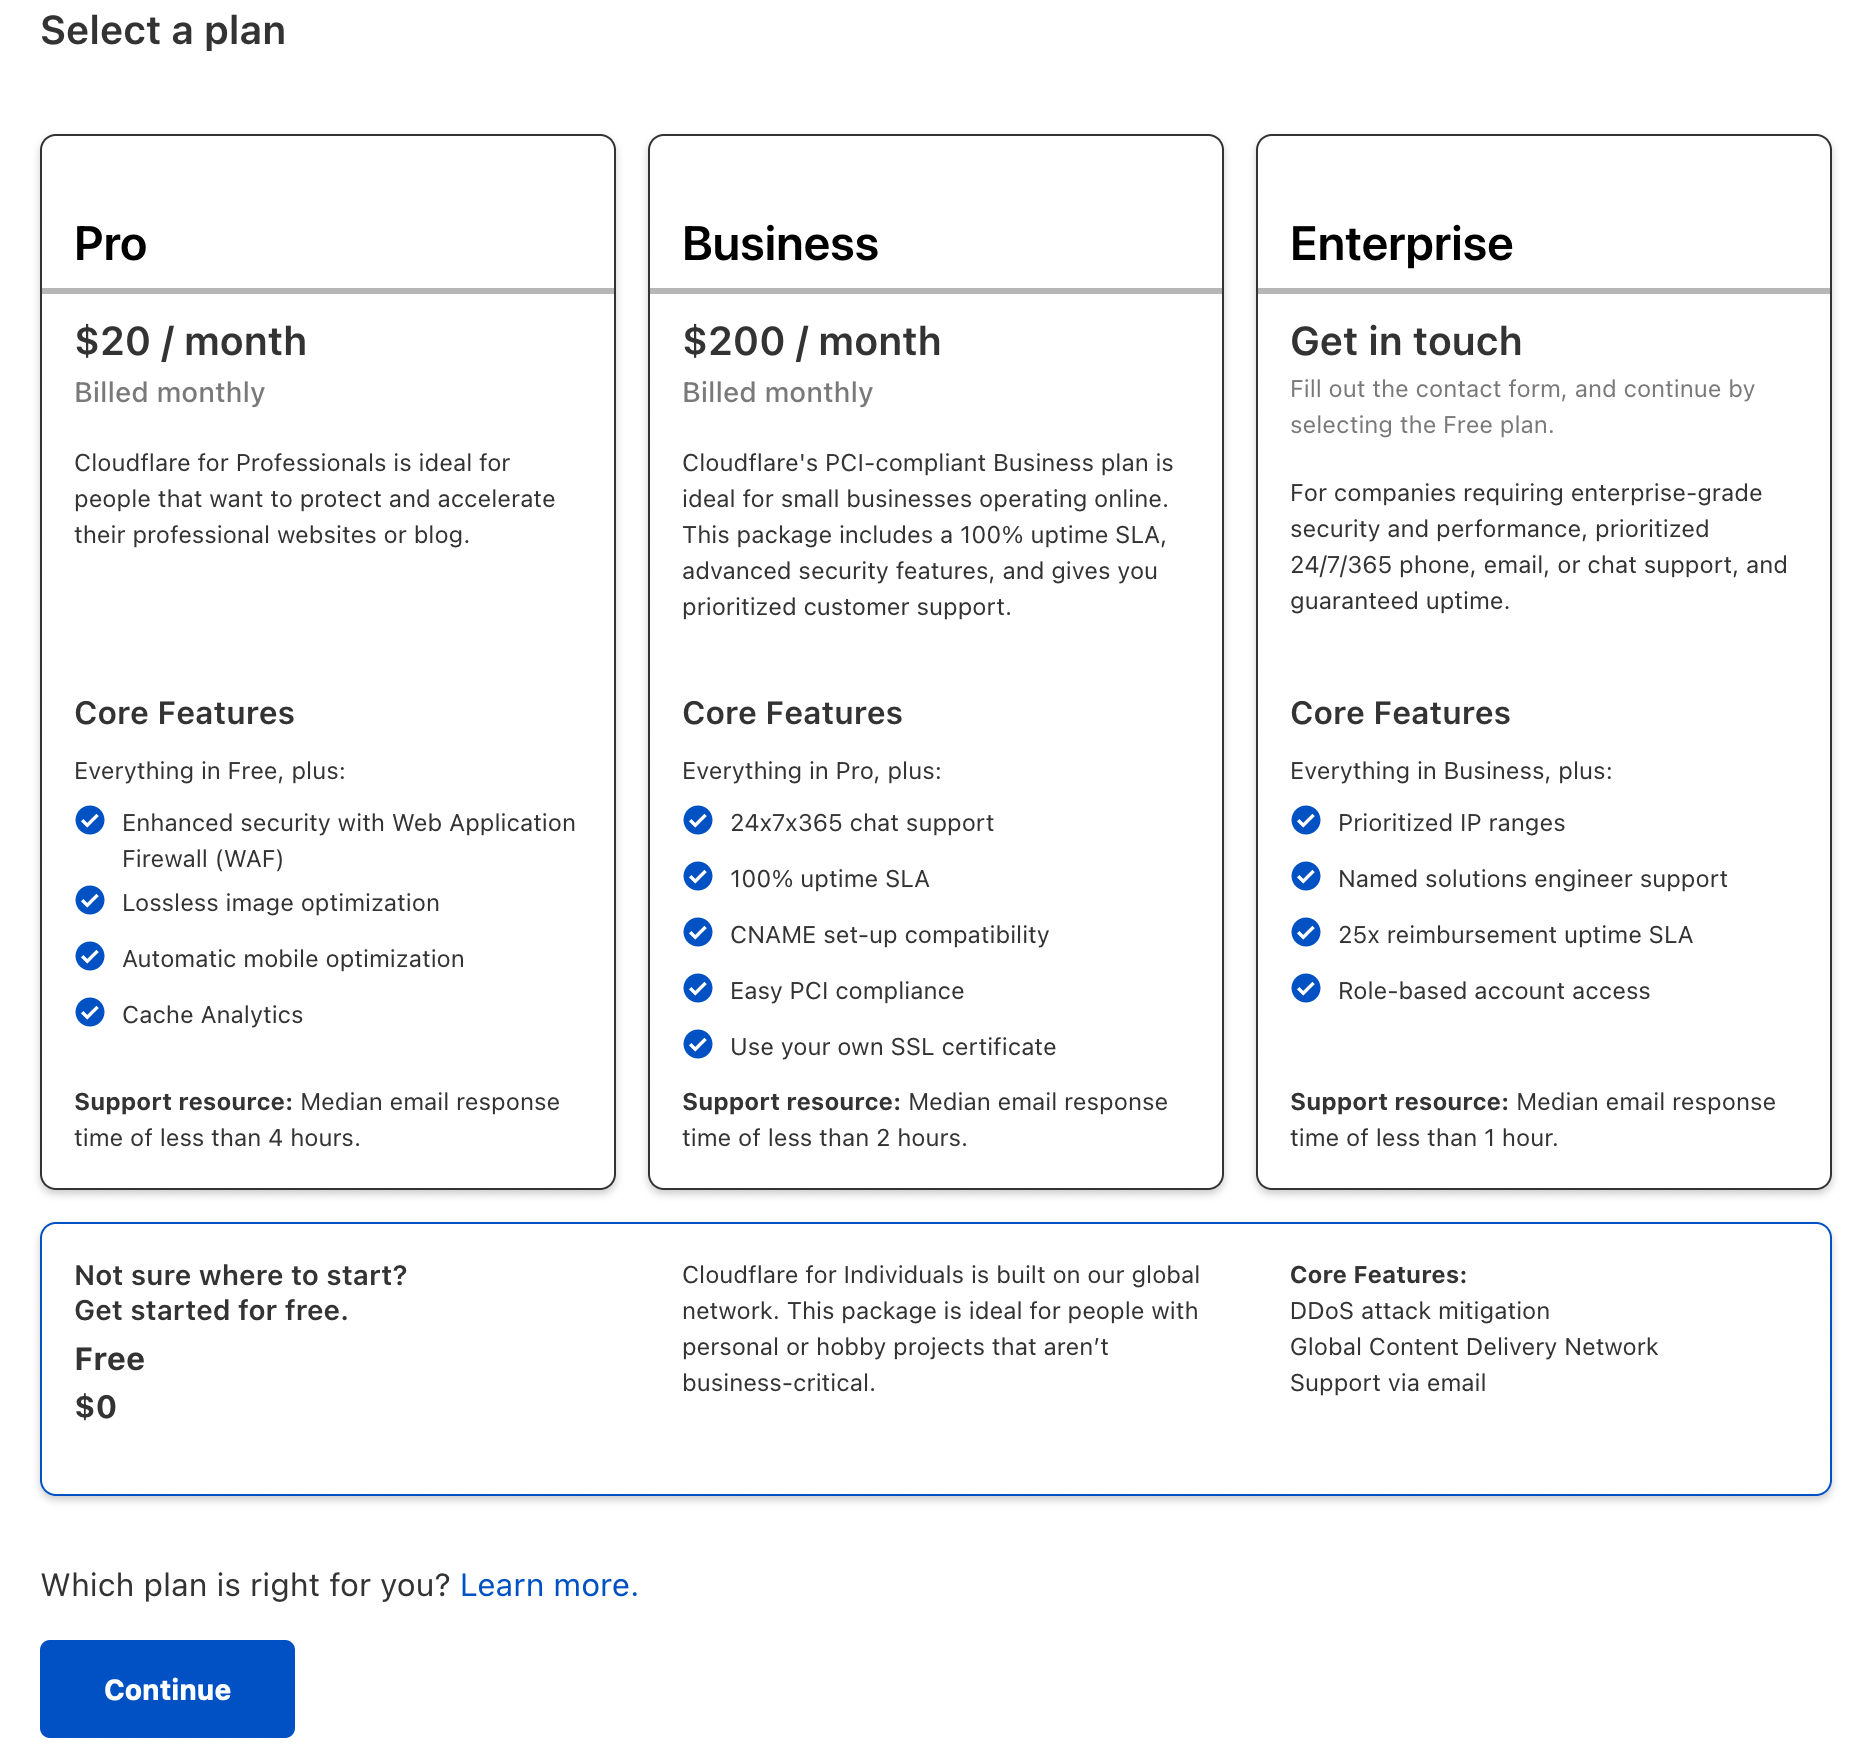 Select a plan
Pro
$20 / month
Billed monthly
Cloudflare for Professionals is ideal for
people that want to protect and accelerate
their professional websites or blog.
Core Features
Everything in Free, plus:
Enhanced security with Web Application
Firewall (WAF)
Lossless image optimization
Automatic mobile optimization
Cache Analytics
Support resource: Median email response
time of less than 4 hours.
Business
$200 / month
Billed monthly
Cloudflare's PCI-compliant Business plan is
ideal for small businesses operating online.
This package includes a 100% uptime SLA,
advanced security features, and gives you
prioritized customer support.
Core Features
Everything in Pro, plus:
24x7x365 chat support
100% uptime SLA
CNAME set-up compatibility
Easy PCI compliance
Use your own SSL certificate
Support resource: Median email response
time of less than 2 hours.
Enterprise
Get in touch
Fill out the contact form, and continue by
selecting the Free plan.
For companies requiring enterprise-grade
security and performance, prioritized
24/7/365 phone, email, or chat support, and
guaranteed uptime.
Core Features
Everything in Business, plus:
Prioritized IP ranges
Named solutions engineer support
25x reimbursement uptime SLA
Role-based account access
Support resource: Median email response
time of less than 1 hour.
Not sure where to start?
Get started for free.
Free
$0
Cloudflare for Individuals is built on our global
network. This package is ideal for people with
personal or hobby projects that aren’t
business-critical.
Core Features:
DDoS attack mitigation
Global Content Delivery Network
Support via email
Which plan is right for you? Learn more.
Continue